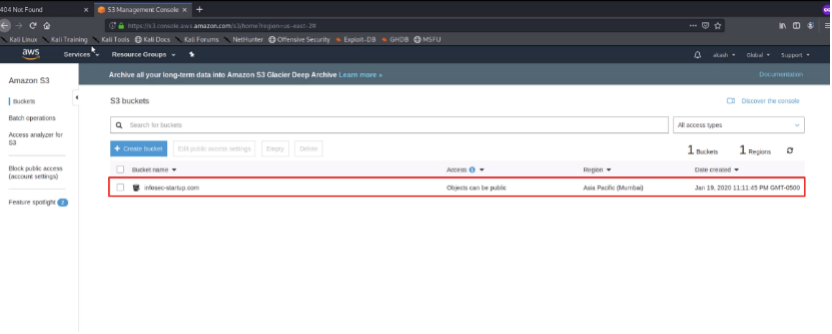 404 Not Found × S3 Management Console × +
https://s3.console.aws.amazon.com/s3/home?region=us-east-2#
Kali Linux Kali Training Kali Tools Kali Docs Kali Forums NetHunter Offensive Security Exploit-DB GHDB MSFU
aws Services Resource Groups akash Global Support
Amazon S3
Archive all your long-term data into Amazon S3 Glacier Deep Archive Learn more » Documentation
Buckets
S3 buckets Discover the console
Batch operations
Search for buckets All access types
Access analyzer for S3
+ Create bucket Edit public access settings Empty Delete 1 Buckets 1 Regions
Block public access (account settings)
Bucket name Access Region Date created
infosec-startup.com Objects can be public Asia Pacific (Mumbai) Jan 19, 2020 11:11:45 PM GMT-0500
Feature spotlight 2